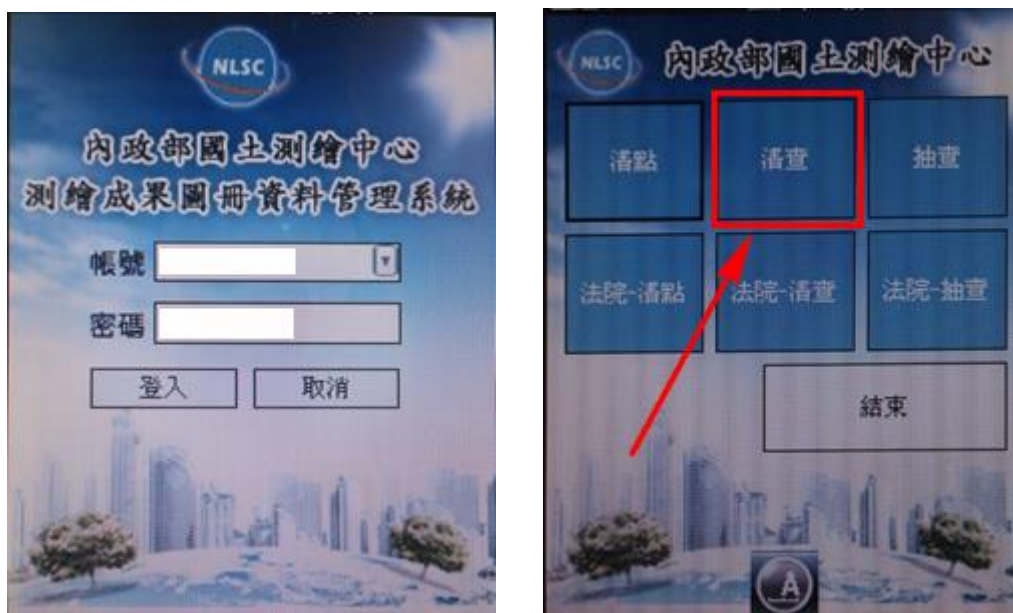 NLSC
內政部國土測繪中心
測繪成果圖冊資料管理系統
帳號
密碼
登入
取消
NLSC
內政部國土測繪中心
清點
清查
抽查
法院-清點
法院-清查
法院-抽查
結束
A